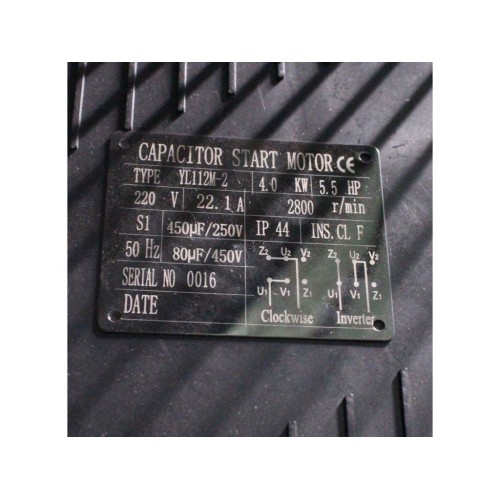 CAPACITOR START MOTOR CE
TYPE YL112M-2 4.0 KW 5.5 HP
220 V 22.1 A 2800 r/min
S1 450µF/250V IP 44 INS.CL F
50 Hz 80µF/450V Z2 U2 V2 Z2 U2 V2
SERIAL NO 0016
U1 V1 Z1 U1 V1 Z1
DATE
Clockwise Inverter